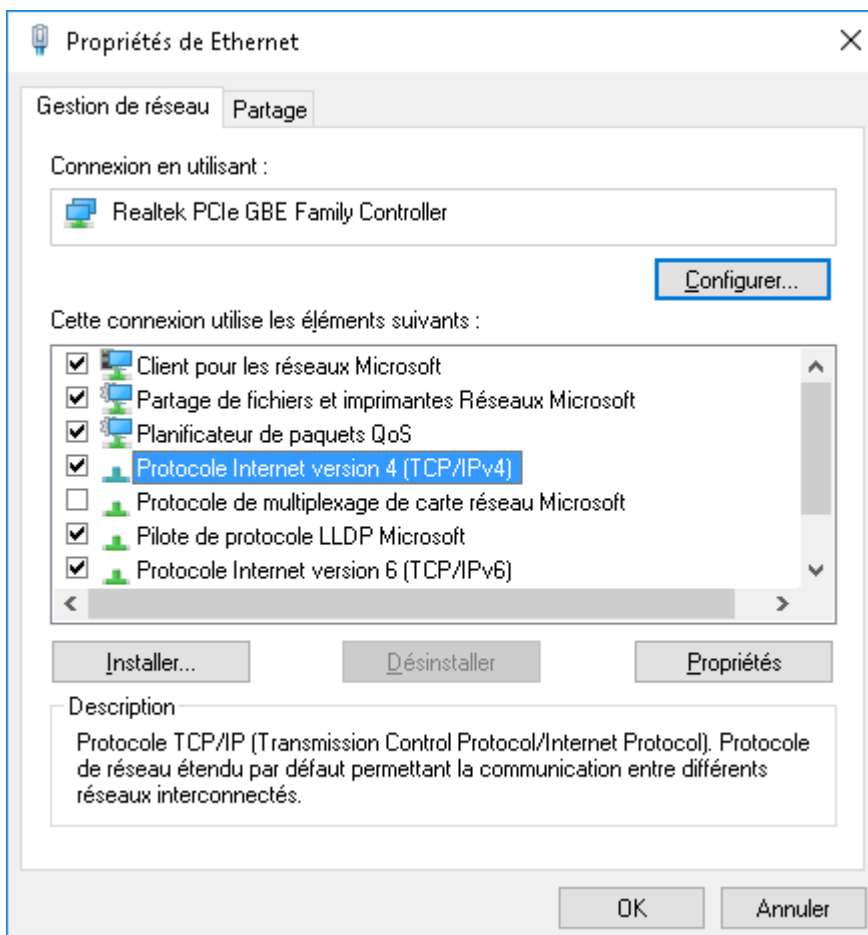 Propriétés de Ethernet
Gestion de réseau Partage
Connexion en utilisant :
Realtek PCIe GBE Family Controller
Configurer...
Cette connexion utilise les éléments suivants :
Client pour les réseaux Microsoft
Partage de fichiers et imprimantes Réseaux Microsoft
Planificateur de paquets QoS
Protocole Internet version 4 (TCP/IPv4)
Protocole de multiplexage de carte réseau Microsoft
Pilote de protocole LLDP Microsoft
Protocole Internet version 6 (TCP/IPv6)
Installer... Désinstaller Propriétés
Description
Protocole TCP/IP (Transmission Control Protocol/Internet Protocol). Protocole
de réseau étendu par défaut permettant la communication entre différents
réseaux interconnectés.
OK Annuler